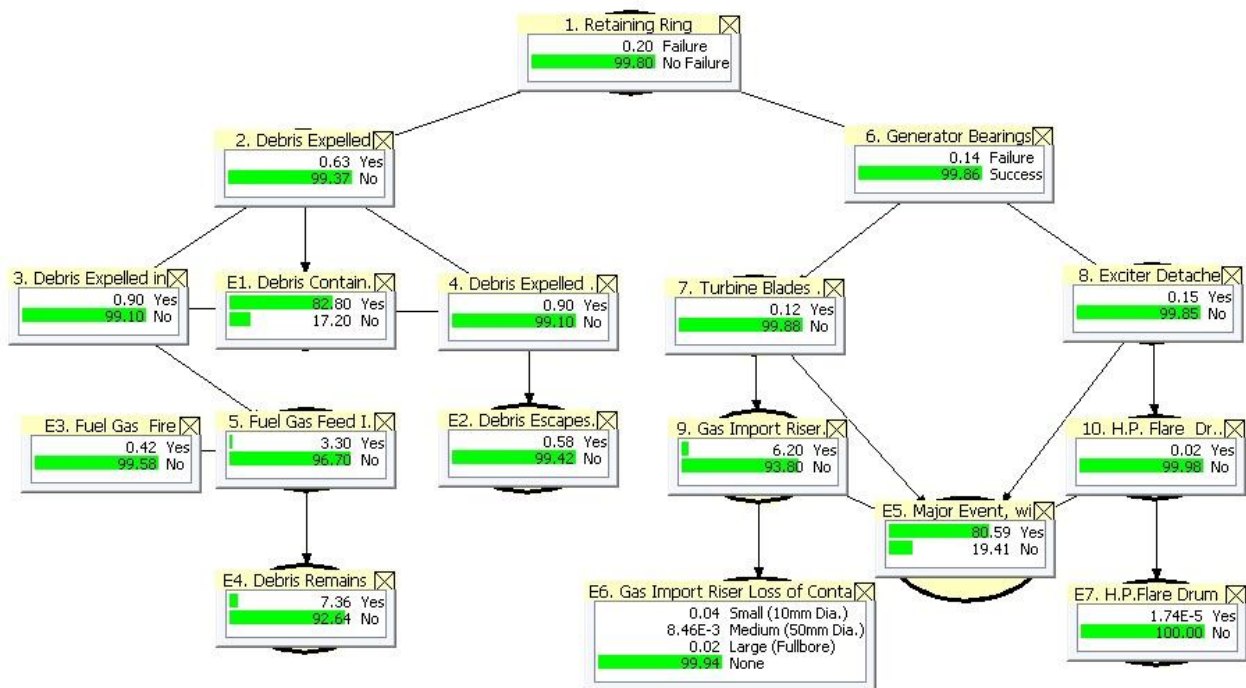 1. Retaining Ring
0.20 Failure
99.80 No Failure
2. Debris Expelled
0.63 Yes
99.37 No
6. Generator Bearings
0.14 Failure
99.86 Success
3. Debris Expelled in
0.90 Yes
99.10 No
E1. Debris Contain.
82.80 Yes
17.20 No
4. Debris Expelled .
0.90 Yes
99.10 No
7. Turbine Blades .
0.12 Yes
99.88 No
8. Exciter Detache
0.15 Yes
99.85 No
E3. Fuel Gas Fire
0.42 Yes
99.58 No
5. Fuel Gas Feed I.
3.30 Yes
96.70 No
E2. Debris Escapes.
0.58 Yes
99.42 No
9. Gas Import Riser.
6.20 Yes
93.80 No
10. H.P. Flare Dr..
0.02 Yes
99.98 No
E5. Major Event, wi
80.59 Yes
19.41 No
E4. Debris Remains
7.36 Yes
92.64 No
E6. Gas Import Riser Loss of Conta
0.04 Small (10mm Dia.)
8.46E-3 Medium (50mm Dia.)
0.02 Large (Fullbore)
99.94 None
E7. H.P.Flare Drum
1.74E-5 Yes
100.00 No